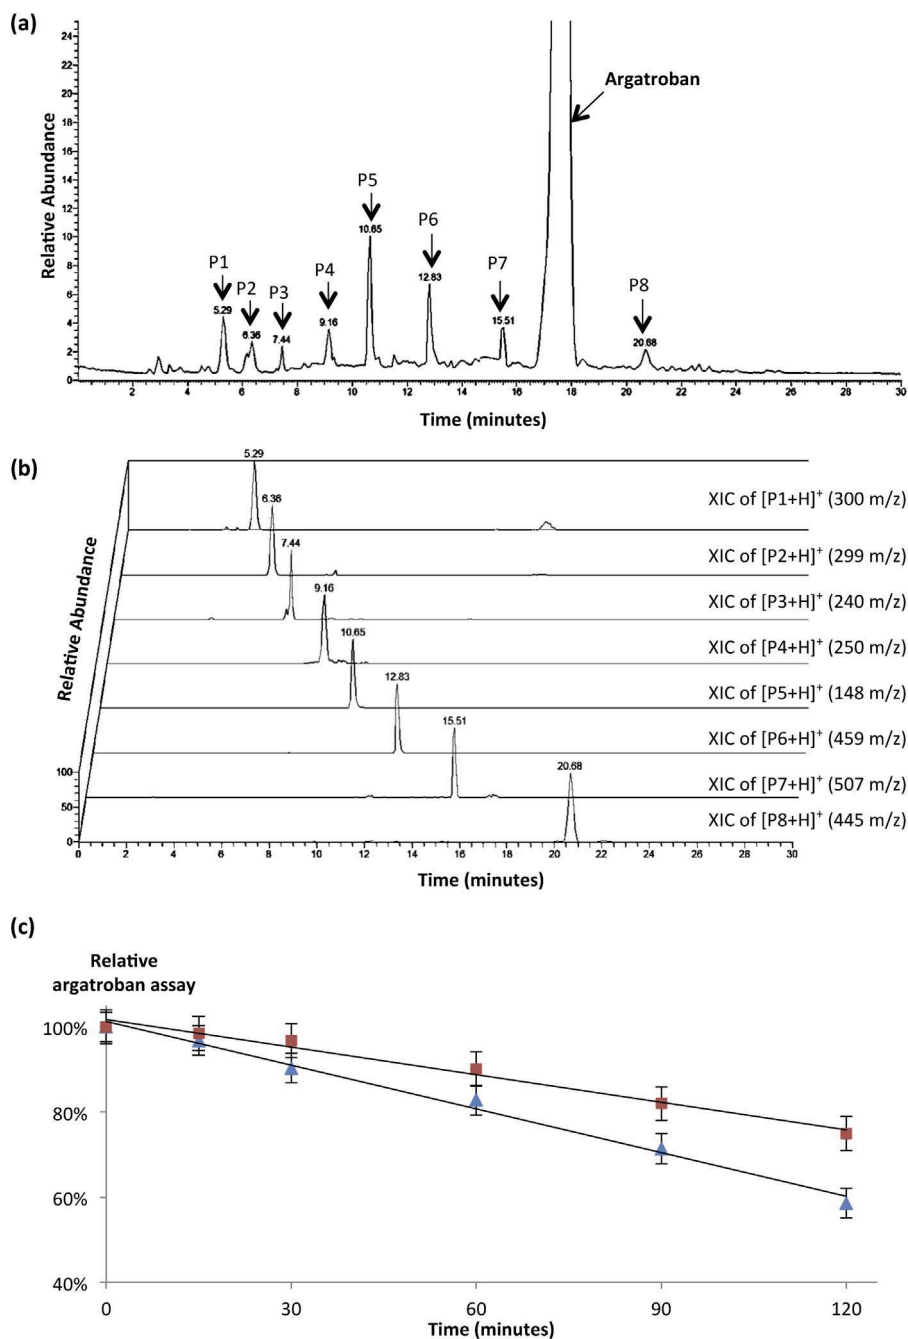 (a)
24
22
20
18
16
14
12
10
8
6
4
2
0
Relative Abundance
Argatroban
P1
5.29
P2
6.36
P3
7.44
P4
9.16
P5
10.65
P6
12.83
P7
15.51
P8
20.68
0 2 4 6 8 10 12 14 16 18 20 22 24 26 28 30
Time (minutes)
(b)
Relative Abundance
5.29
XIC of [P1+H]+ (300 m/z)
6.36
XIC of [P2+H]+ (299 m/z)
7.44
XIC of [P3+H]+ (240 m/z)
9.16
XIC of [P4+H]+ (250 m/z)
10.65
XIC of [P5+H]+ (148 m/z)
12.83
XIC of [P6+H]+ (459 m/z)
15.51
XIC of [P7+H]+ (507 m/z)
20.68
XIC of [P8+H]+ (445 m/z)
100
50
0
0 2 4 6 8 10 12 14 16 18 20 22 24 26 28 30
Time (minutes)
(c)
Relative
argatroban assay
100%
80%
60%
40%
0 30 60 90 120
Time (minutes)